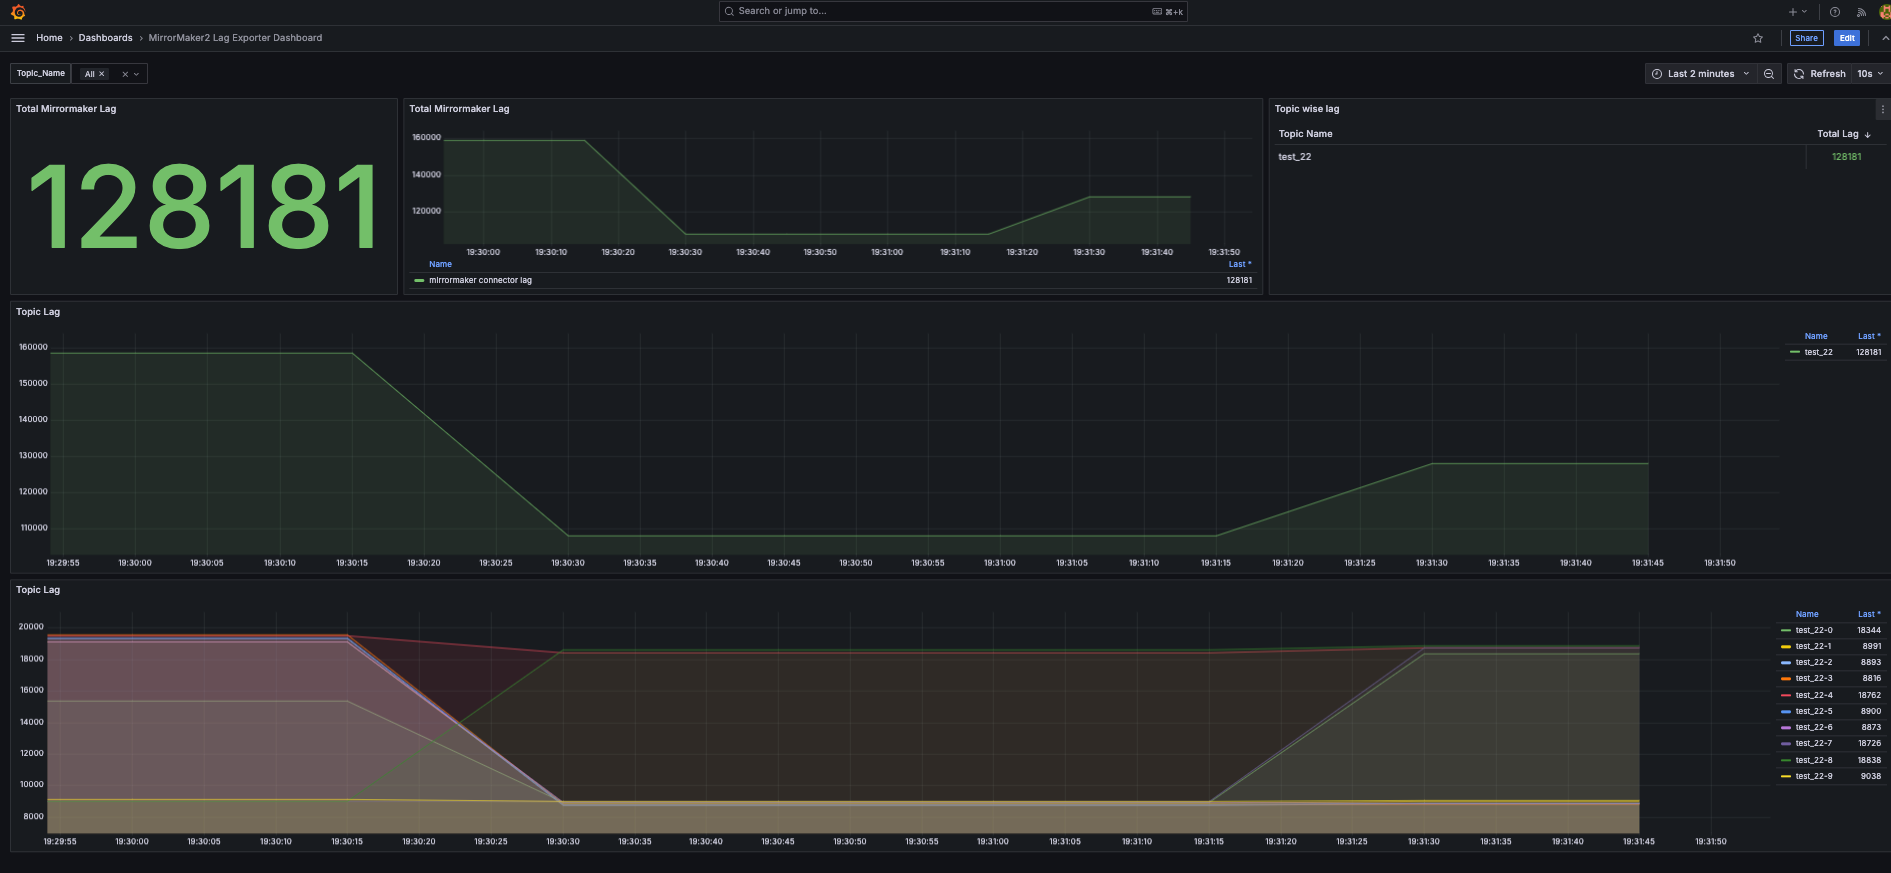 Search or jump to... ⌘+k
Home › Dashboards › MirrorMaker2 Lag Exporter Dashboard
Share Edit
Topic_Name All × ×
Last 2 minutes Refresh 10s
Total Mirrormaker Lag
128181
Total Mirrormaker Lag
160000
140000
120000
19:30:00 19:30:10 19:30:20 19:30:30 19:30:40 19:30:50 19:31:00 19:31:10 19:31:20 19:31:30 19:31:40 19:31:50
Name Last *
mirrormaker connector lag 128181
Topic wise lag
Topic Name Total Lag ↓
test_22 128181
Topic Lag
160000
150000
140000
130000
120000
110000
19:29:55 19:30:00 19:30:05 19:30:10 19:30:15 19:30:20 19:30:25 19:30:30 19:30:35 19:30:40 19:30:45 19:30:50 19:30:55 19:31:00 19:31:05 19:31:10 19:31:15 19:31:20 19:31:25 19:31:30 19:31:35 19:31:40 19:31:45 19:31:50
Name Last *
test_22 128181
Topic Lag
20000
18000
16000
14000
12000
10000
8000
19:29:55 19:30:00 19:30:05 19:30:10 19:30:15 19:30:20 19:30:25 19:30:30 19:30:35 19:30:40 19:30:45 19:30:50 19:30:55 19:31:00 19:31:05 19:31:10 19:31:15 19:31:20 19:31:25 19:31:30 19:31:35 19:31:40 19:31:45 19:31:50
Name Last *
test_22-0 18344
test_22-1 8991
test_22-2 8893
test_22-3 8816
test_22-4 18762
test_22-5 8900
test_22-6 8873
test_22-7 18726
test_22-8 18838
test_22-9 9038